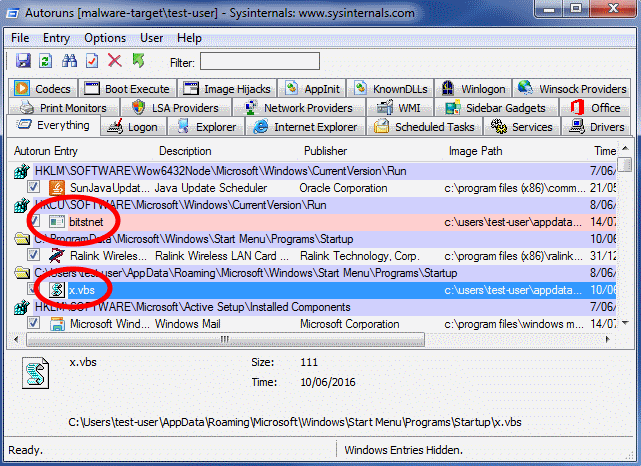 Autoruns [malware-target\test-user] - Sysinternals: www.sysinternals.com
File Entry Options User Help
Filter:
Codecs Boot Execute Image Hijacks AppInit KnownDLLs Winlogon Winsock Providers
Print Monitors LSA Providers Network Providers WMI Sidebar Gadgets Office
Everything Logon Explorer Internet Explorer Scheduled Tasks Services Drivers
Autorun Entry Description Publisher Image Path Time
HKLM\SOFTWARE\Wow6432Node\Microsoft\Windows\CurrentVersion\Run 7/06/
SunJavaUpdat... Java Update Scheduler Oracle Corporation c:\program files (x86)\comm... 21/05
HKCU\SOFTWARE\Microsoft\Windows\CurrentVersion\Run 8/06/
bitstnet c:\users\test-user\appdata... 14/07
C:\ProgramData\Microsoft\Windows\Start Menu\Programs\Startup 10/06
Ralink Wireles... Ralink Wireless LAN Card ... Ralink Technology, Corp. c:\program files (x86)\ralink... 31/12
C:\Users\test-user\AppData\Roaming\Microsoft\Windows\Start Menu\Programs\Startup 8/06/
x.vbs c:\users\test-user\appdata... 10/06
HKLM\SOFTWARE\Microsoft\Active Setup\Installed Components 7/06/
Microsoft Wind... Windows Mail Microsoft Corporation c:\program files\windows m... 14/07
x.vbs Size: 111
Time: 10/06/2016
C:\Users\test-user\AppData\Roaming\Microsoft\Windows\Start Menu\Programs\Startup\x.vbs
Ready. Windows Entries Hidden.